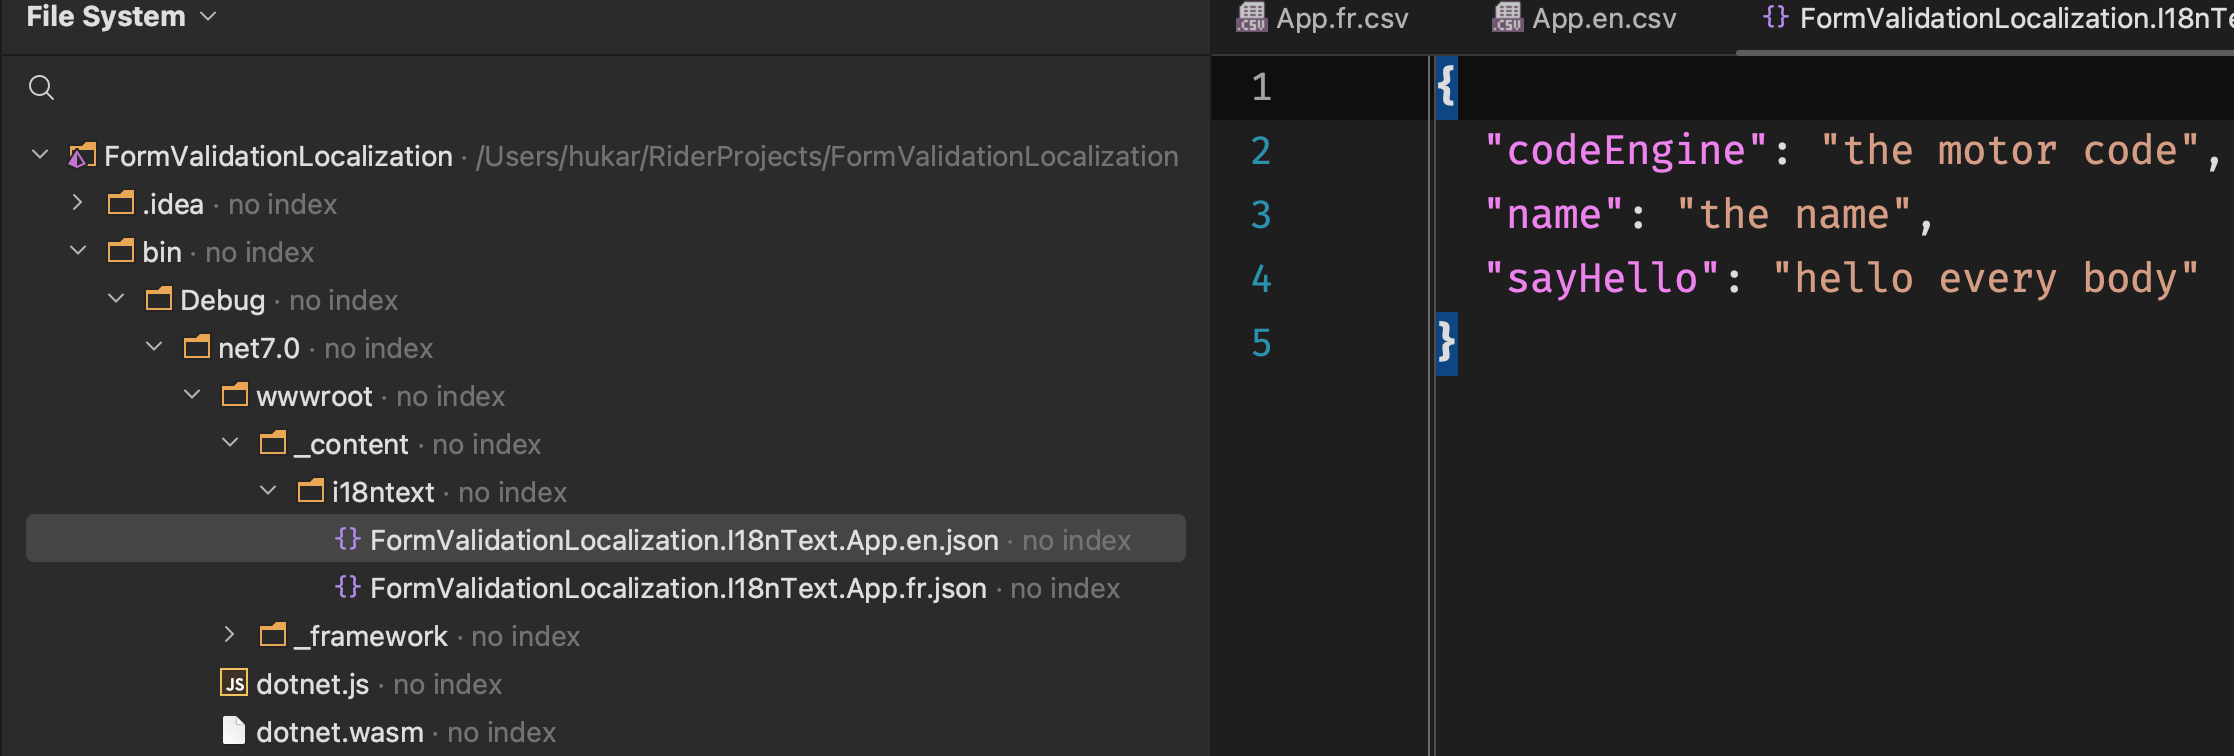 File System
FormValidationLocalization · /Users/hukar/RiderProjects/FormValidationLocalization
.idea · no index
bin · no index
Debug · no index
net7.0 · no index
wwwroot · no index
_content · no index
i18ntext · no index
FormValidationLocalization.I18nText.App.en.json · no index
FormValidationLocalization.I18nText.App.fr.json · no index
_framework · no index
JS dotnet.js · no index
dotnet.wasm · no index
.CSV App.fr.csv .CSV App.en.csv {} FormValidationLocalization.I18nTe
1 {
2 "codeEngine": "the motor code",
3 "name": "the name",
4 "sayHello": "hello every body"
5 }